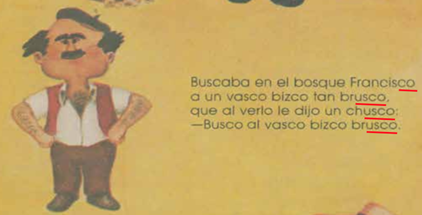 Buscaba en el bosque Francisco
a un vasco bizco tan brusco,
que al verlo le dijo un chusco:
—Busco al vasco bizco brusco.